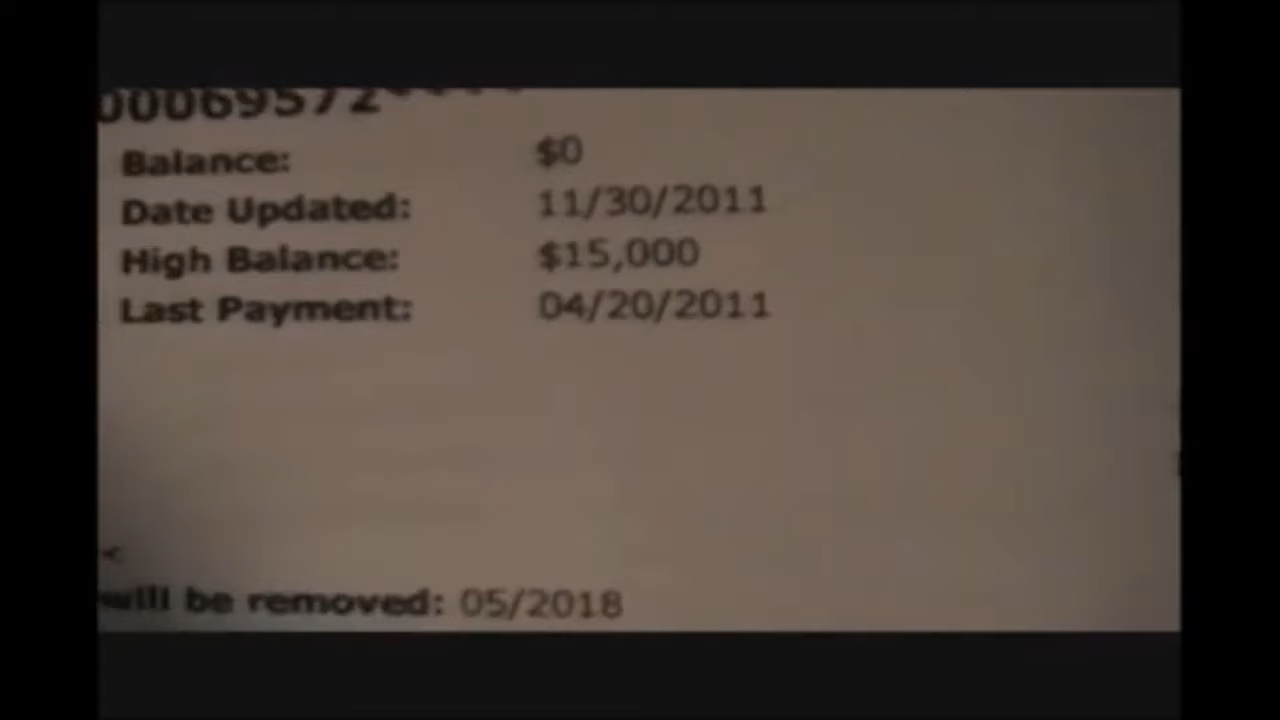 00069572****
Balance: $0
Date Updated: 11/30/2011
High Balance: $15,000
Last Payment: 04/20/2011
<
will be removed: 05/2018